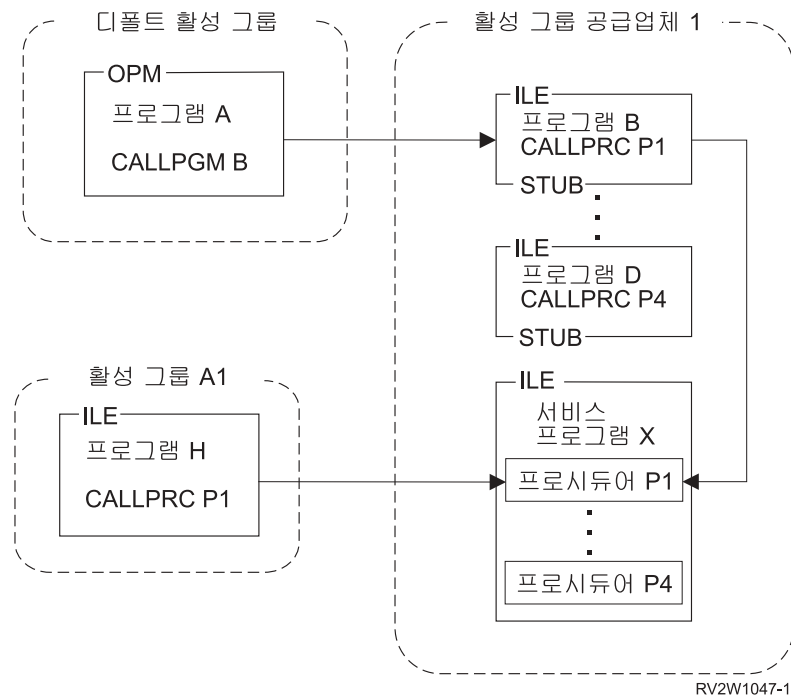 디폴트 활성 그룹
OPM
프로그램 A
CALLPGM B
활성 그룹 공급업체 1
ILE
프로그램 B
CALLPRC P1
STUB
ILE
프로그램 D
CALLPRC P4
STUB
활성 그룹 A1
ILE
프로그램 H
CALLPRC P1
ILE
서비스
프로그램 X
프로시듀어 P1
프로시듀어 P4
RV2W1047-1